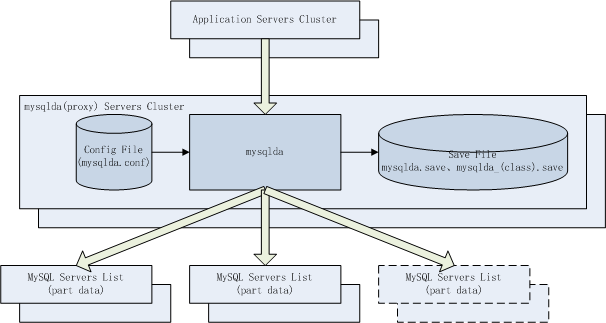 Application Servers Cluster
mysqlda(proxy) Servers Cluster
Config File
(mysqlda.conf)
mysqlda
Save File
mysqlda.save、mysqlda_(class).save
MySQL Servers List
(part data)
MySQL Servers List
(part data)
MySQL Servers List
(part data)